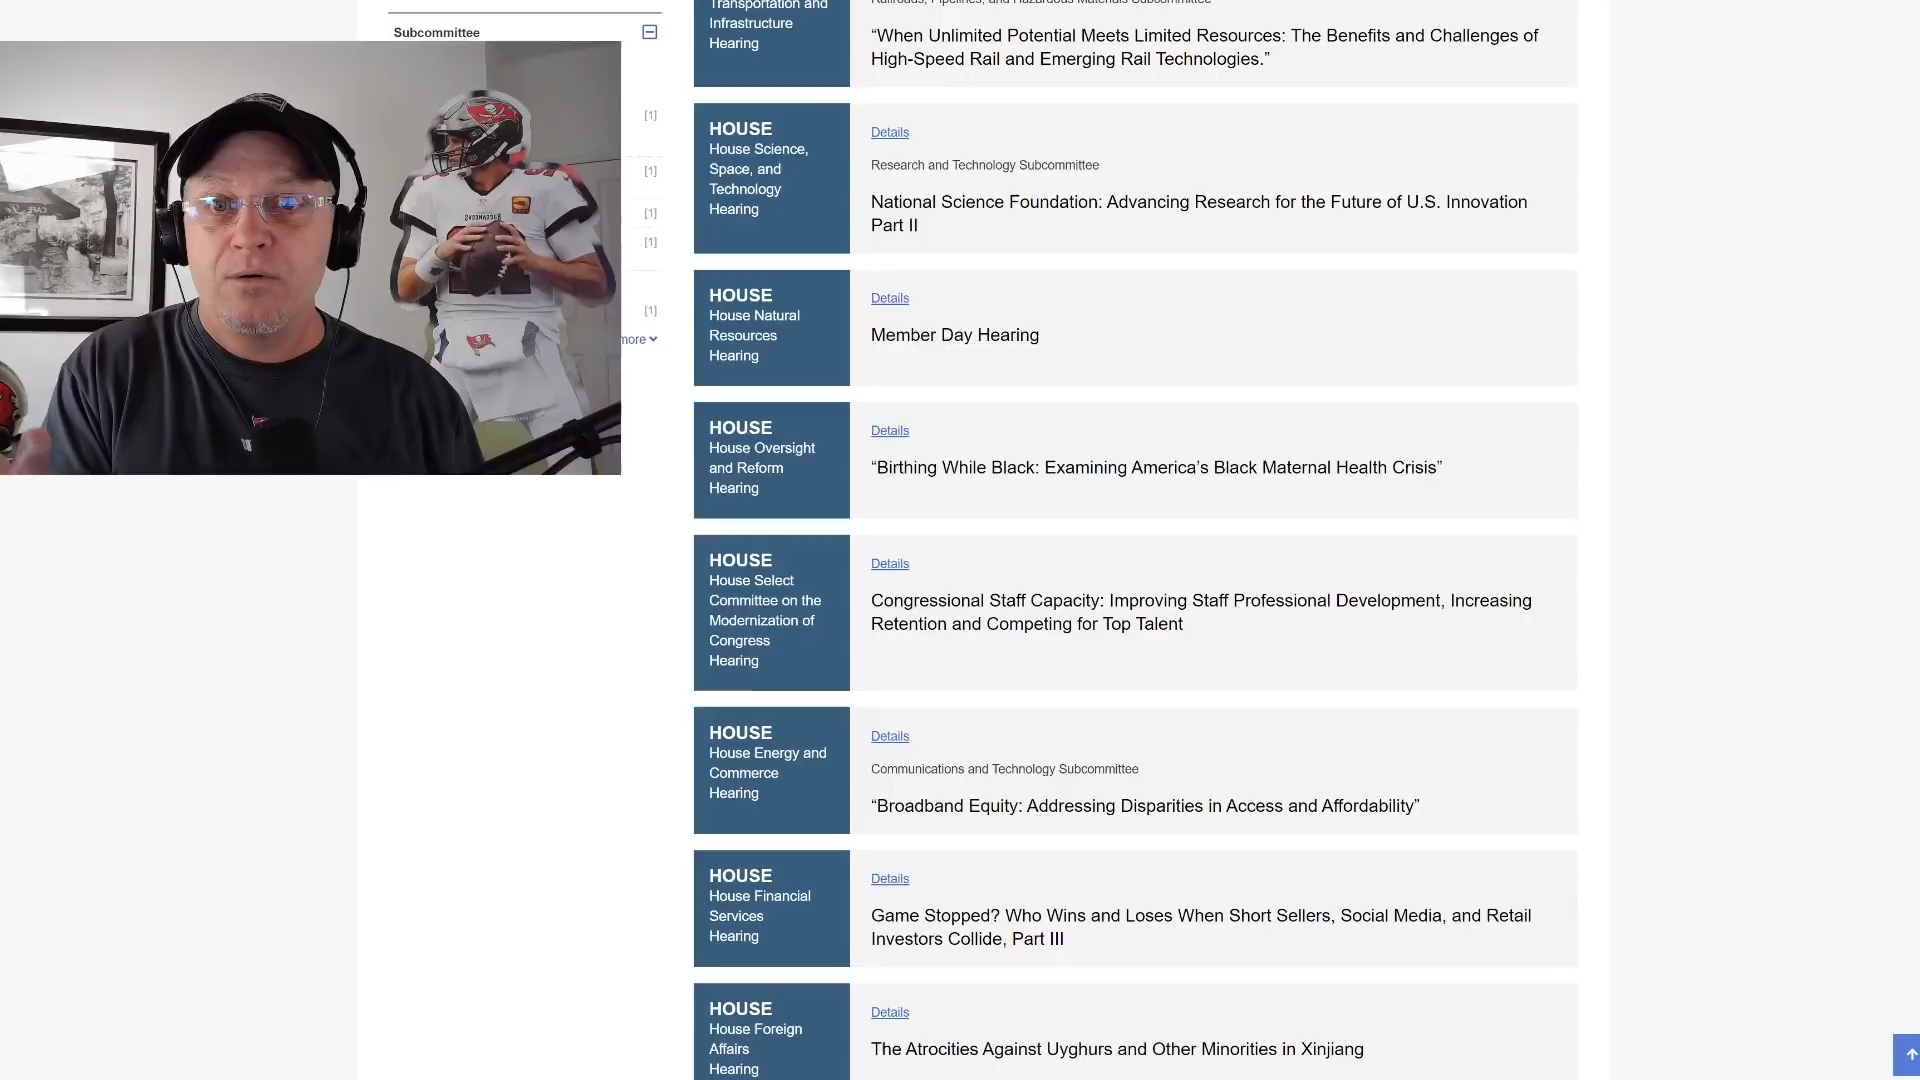 Subcommittee
[1]
[1]
[1]
[1]
[1]
more
Transportation and
Infrastructure
Hearing
Railroads, Pipelines, and Hazardous Materials Subcommittee
“When Unlimited Potential Meets Limited Resources: The Benefits and Challenges of
High-Speed Rail and Emerging Rail Technologies.”
HOUSE
House Science,
Space, and
Technology
Hearing
Details
Research and Technology Subcommittee
National Science Foundation: Advancing Research for the Future of U.S. Innovation
Part II
HOUSE
House Natural
Resources
Hearing
Details
Member Day Hearing
HOUSE
House Oversight
and Reform
Hearing
Details
“Birthing While Black: Examining America’s Black Maternal Health Crisis”
HOUSE
House Select
Committee on the
Modernization of
Congress
Hearing
Details
Congressional Staff Capacity: Improving Staff Professional Development, Increasing
Retention and Competing for Top Talent
HOUSE
House Energy and
Commerce
Hearing
Details
Communications and Technology Subcommittee
“Broadband Equity: Addressing Disparities in Access and Affordability”
HOUSE
House Financial
Services
Hearing
Details
Game Stopped? Who Wins and Loses When Short Sellers, Social Media, and Retail
Investors Collide, Part III
HOUSE
House Foreign
Affairs
Hearing
Details
The Atrocities Against Uyghurs and Other Minorities in Xinjiang